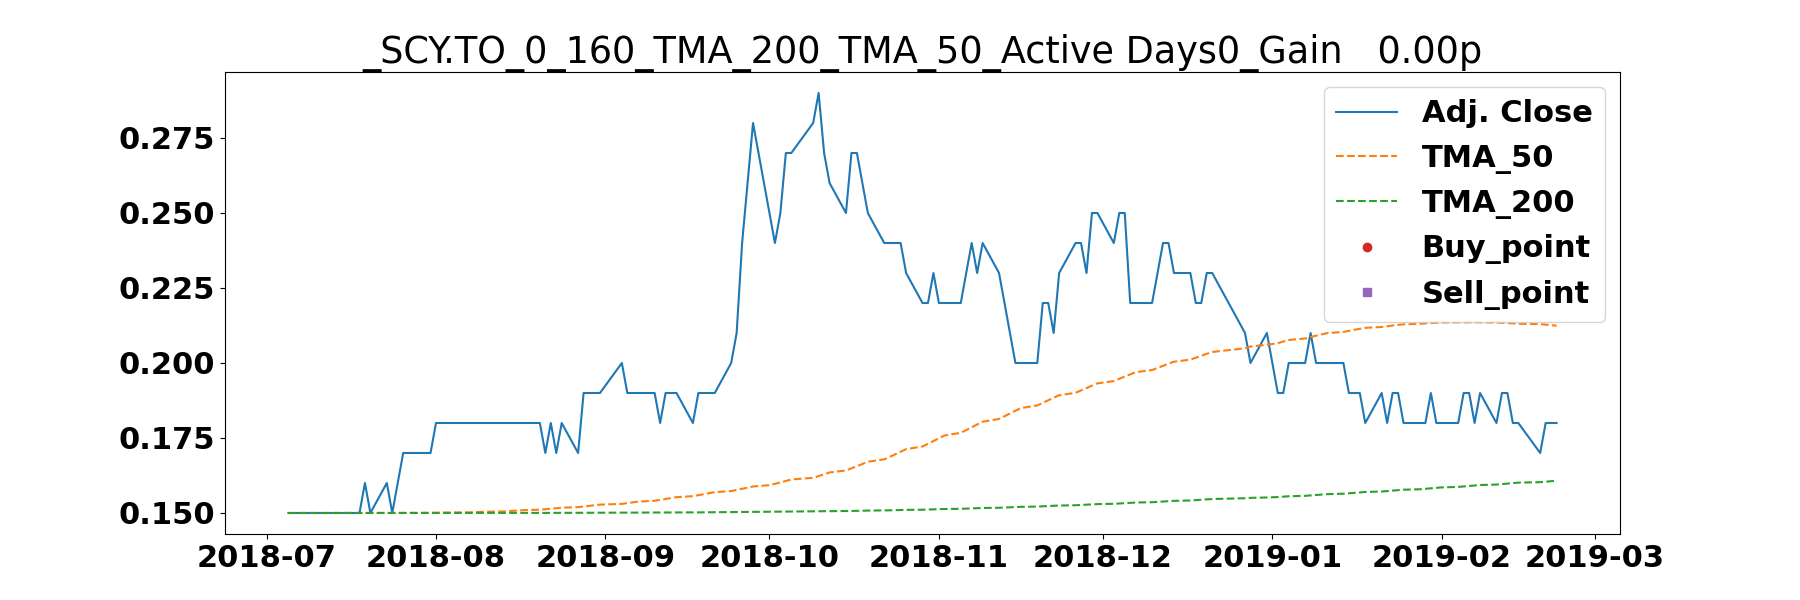 _SCY.TO_0_160_TMA_200_TMA_50_Active Days0_Gain   0.00p
Adj. Close
TMA_50
TMA_200
Buy_point
Sell_point
0.275
0.250
0.225
0.200
0.175
0.150
2018-07 2018-08 2018-09 2018-10 2018-11 2018-12 2019-01 2019-02 2019-03